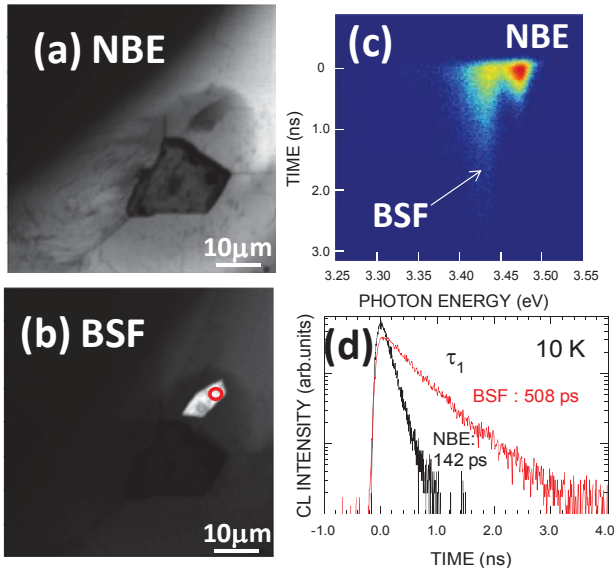 (a) NBE
10μm
(b) BSF
10μm
(c)
NBE
BSF
TIME (ns)
0
1.0
2.0
3.0
3.25 3.30 3.35 3.40 3.45 3.50 3.55
PHOTON ENERGY (eV)
(d)
τ1
10 K
BSF : 508 ps
NBE:
142 ps
CL INTENSITY (arb.units)
-1.0 0.0 1.0 2.0 3.0 4.0
TIME (ns)